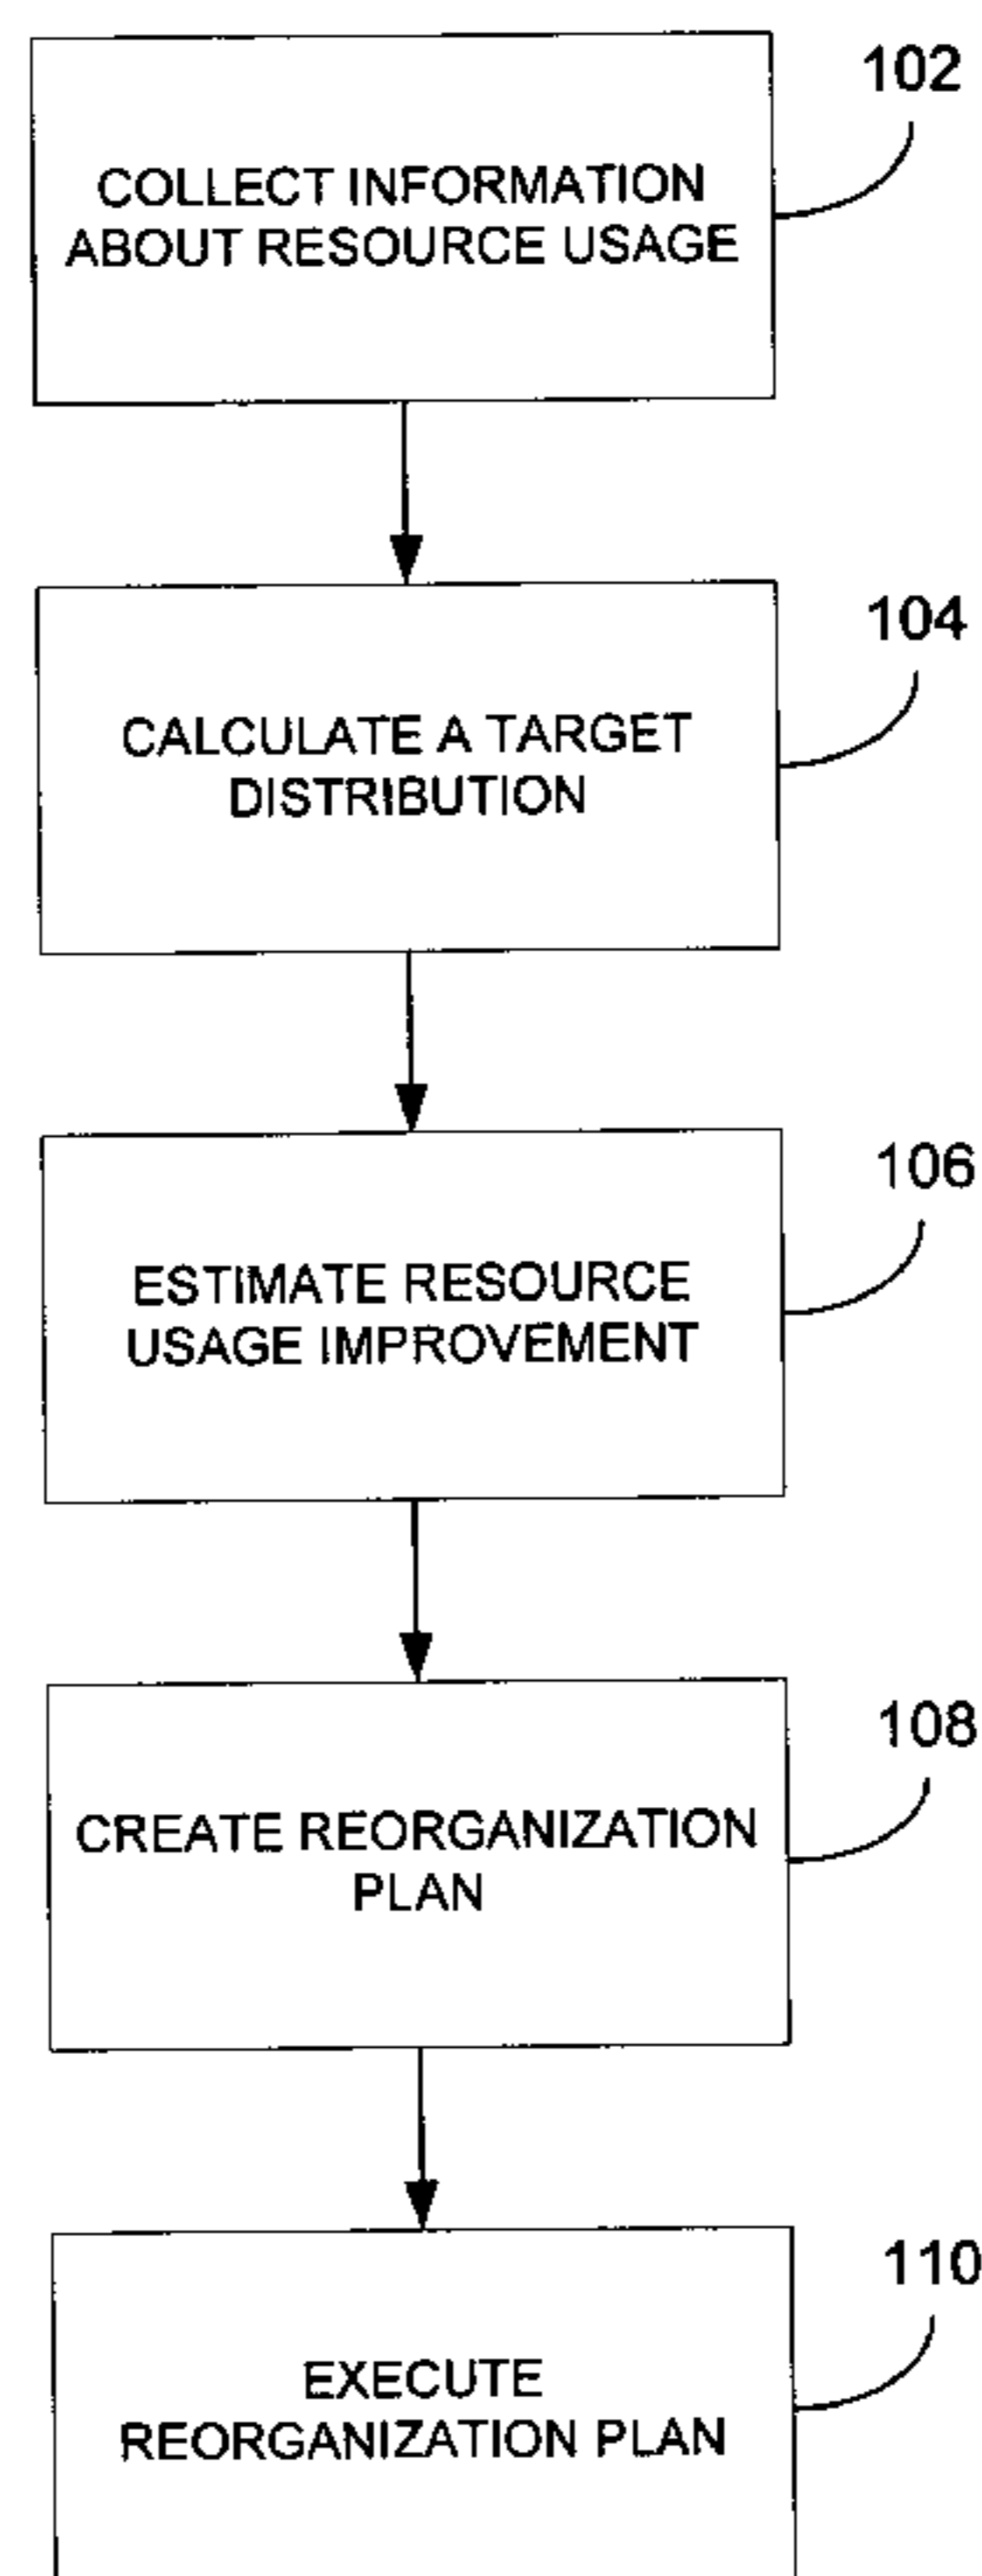 102
COLLECT INFORMATION
ABOUT RESOURCE USAGE
104
CALCULATE A TARGET
DISTRIBUTION
106
ESTIMATE RESOURCE
USAGE IMPROVEMENT
108
CREATE REORGANIZATION
PLAN
110
EXECUTE
REORGANIZATION PLAN